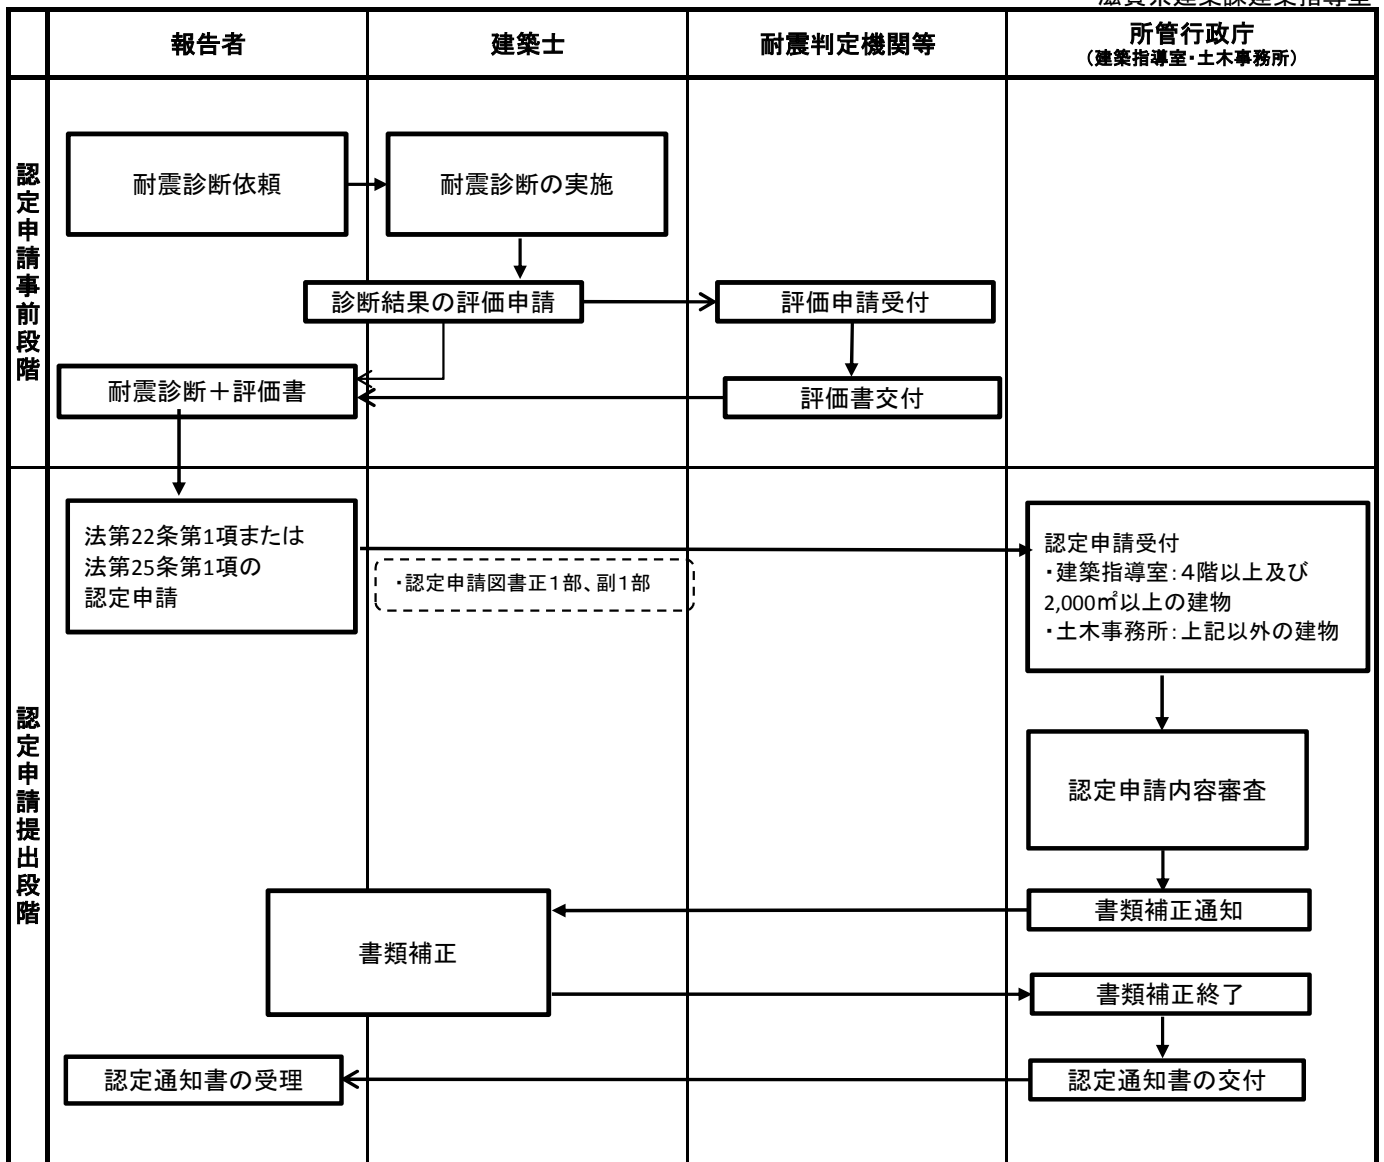 報告者
建築士
耐震判定機関等
所管行政庁
（建築指導室・土木事務所）
認定申請事前段階
耐震診断依頼
耐震診断の実施
診断結果の評価申請
評価申請受付
耐震診断＋評価書
評価書交付
認定申請提出段階
法第22条第1項または
法第25条第1項の
認定申請
・認定申請図書正１部、副１部
認定申請受付
・建築指導室：４階以上及び
2,000㎡以上の建物
・土木事務所：上記以外の建物
認定申請内容審査
書類補正通知
書類補正
書類補正終了
認定通知書の受理
認定通知書の交付